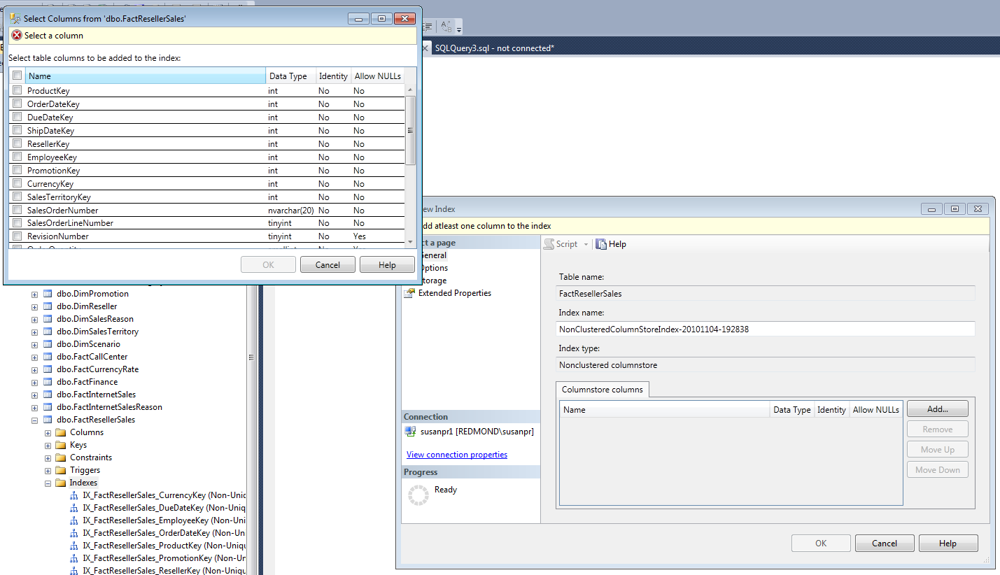 Select Columns from 'dbo.FactResellerSales'
Select a column
Select table columns to be added to the index:
Name Data Type Identity Allow NULLs
ProductKey int No No
OrderDateKey int No No
DueDateKey int No No
ShipDateKey int No No
ResellerKey int No No
EmployeeKey int No No
PromotionKey int No No
CurrencyKey int No No
SalesTerritoryKey int No No
SalesOrderNumber nvarchar(20) No No
SalesOrderLineNumber tinyint No No
RevisionNumber tinyint No Yes
OK Cancel Help
SQLQuery3.sql - not connected*
dbo.DimPromotion
dbo.DimReseller
dbo.DimSalesReason
dbo.DimSalesTerritory
dbo.DimScenario
dbo.FactCallCenter
dbo.FactCurrencyRate
dbo.FactFinance
dbo.FactInternetSales
dbo.FactInternetSalesReason
dbo.FactResellerSales
Columns
Keys
Constraints
Triggers
Indexes
IX_FactResellerSales_CurrencyKey (Non-Unic
IX_FactResellerSales_DueDateKey (Non-Uni
IX_FactResellerSales_EmployeeKey (Non-Uni
IX_FactResellerSales_OrderDateKey (Non-Un
IX_FactResellerSales_ProductKey (Non-Uniqu
IX_FactResellerSales_PromotionKey (Non-Un
IX_FactResellerSales_ResellerKey (Non-Uniqu
ew Index
dd atleast one column to the index
ct a page
eneral
ptions
torage
Extended Properties
Connection
susanpr1 [REDMOND\susanpr]
View connection properties
Progress
Ready
Script Help
Table name:
FactResellerSales
Index name:
NonClusteredColumnStoreIndex-20101104-192838
Index type:
Nonclustered columnstore
Columnstore columns
Name Data Type Identity Allow NULLs
Add...
Remove
Move Up
Move Down
OK Cancel Help